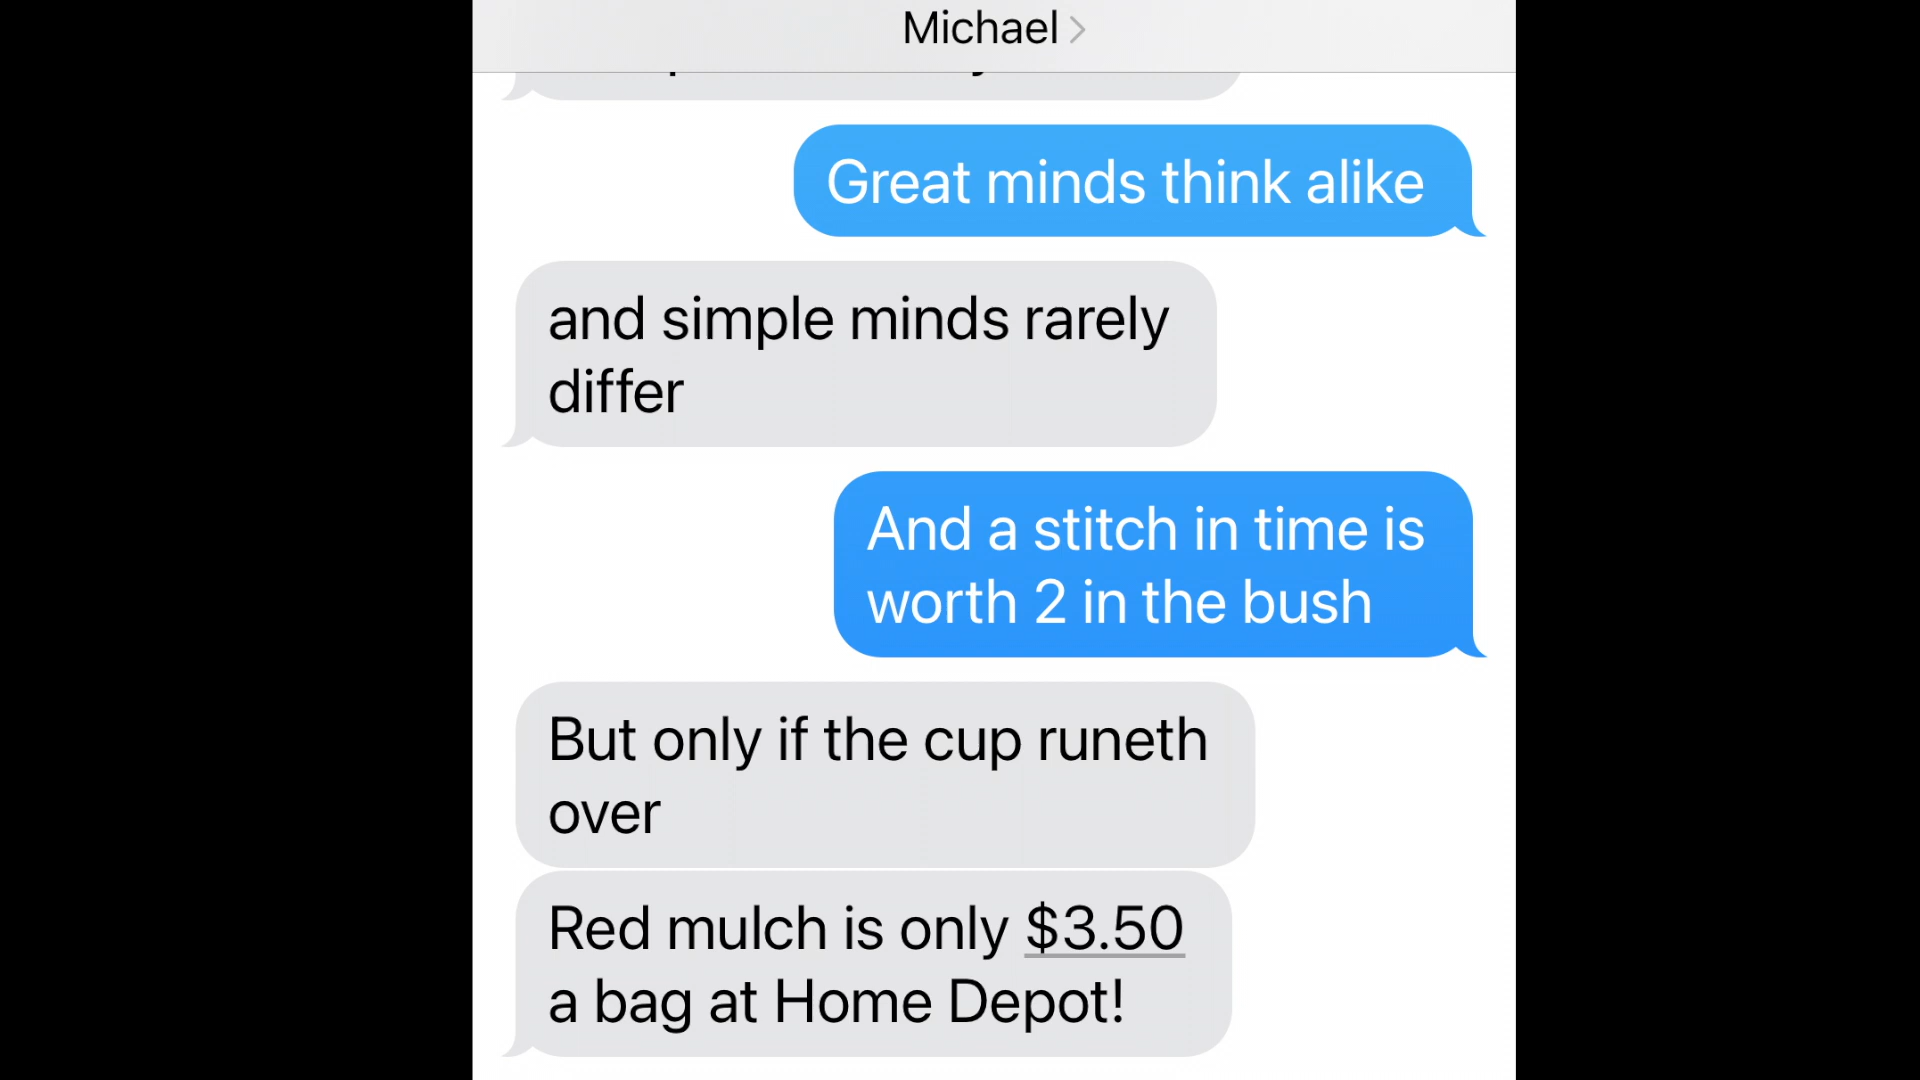 Michael
Great minds think alike
and simple minds rarely
differ
And a stitch in time is
worth 2 in the bush
But only if the cup runeth
over
Red mulch is only $3.50
a bag at Home Depot!